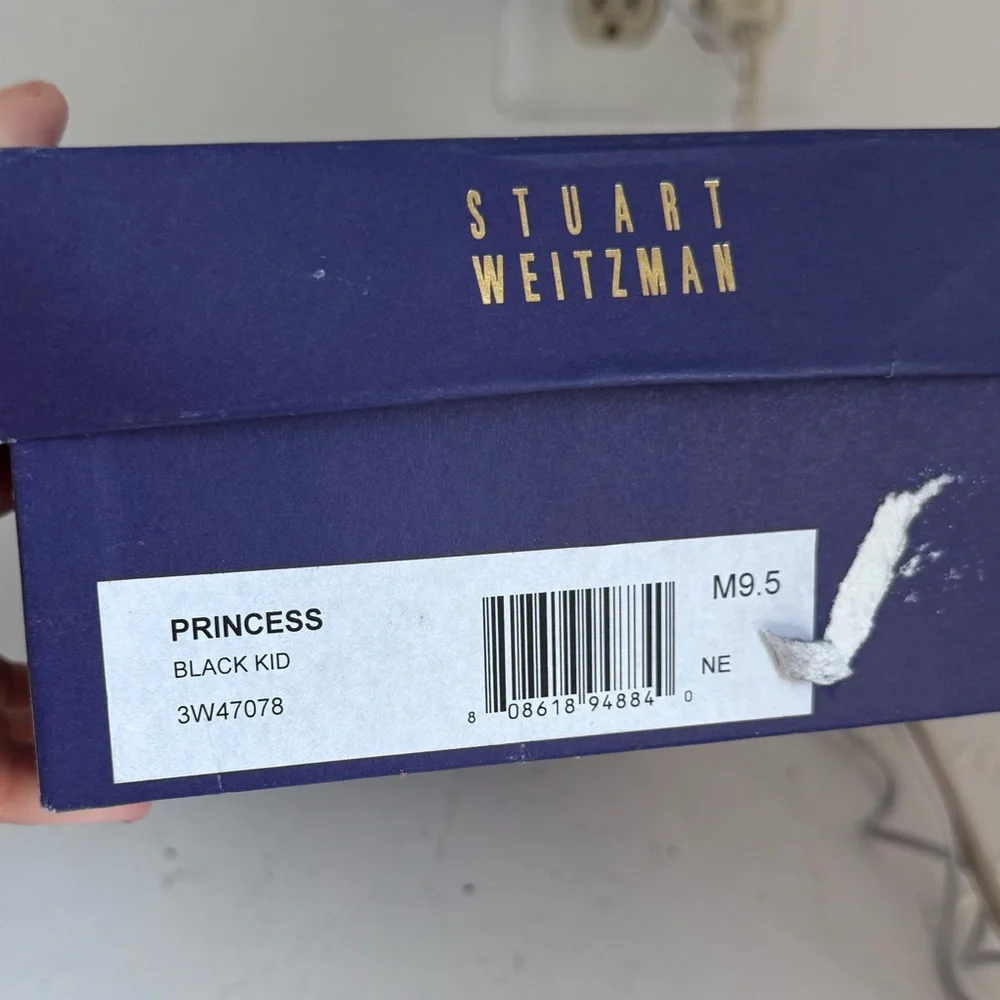 STUART
WEITZMAN
PRINCESS
BLACK KID
3W47078
M9.5
NE
8 08618 94884 0